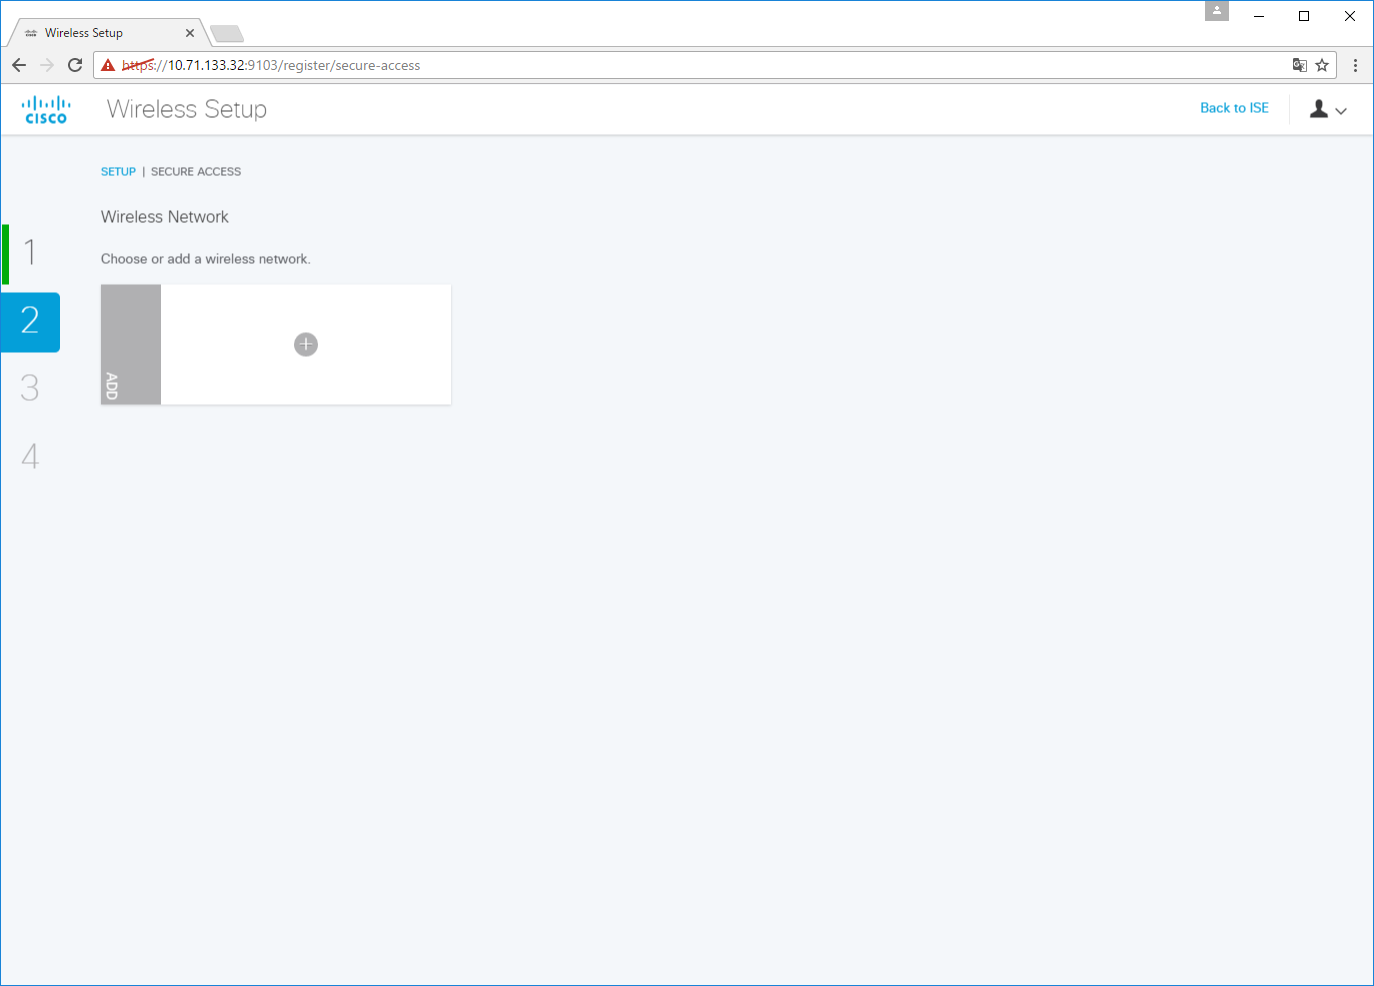 Wireless Setup
https://10.71.133.32:9103/register/secure-access
CISCO
Wireless Setup
Back to ISE
SETUP | SECURE ACCESS
Wireless Network
Choose or add a wireless network.
1
2
3
4
ADD